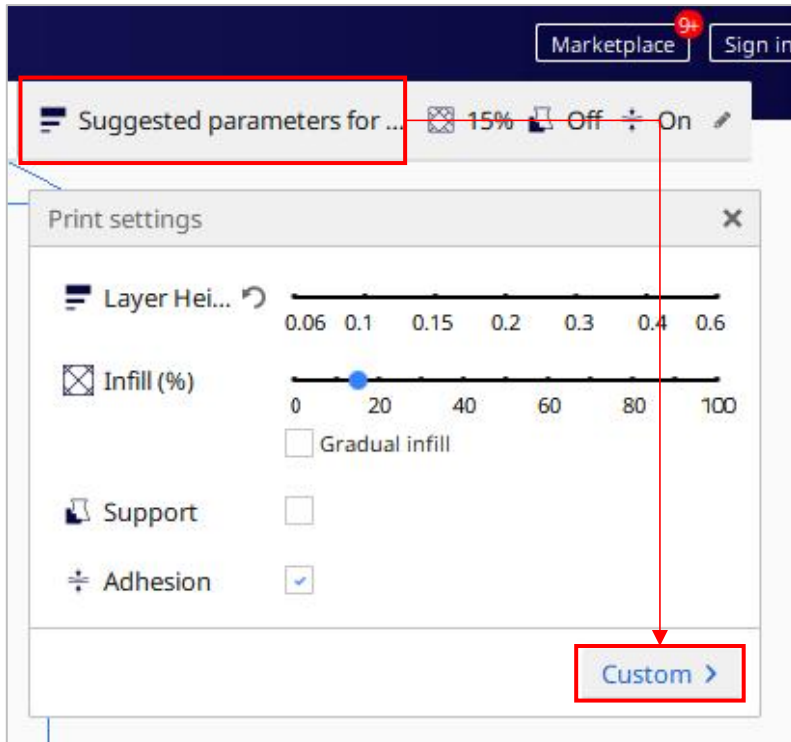 Marketplace 9+ Sign in
Suggested parameters for ... 15% Off On
Print settings
Layer Hei...
0.06 0.1 0.15 0.2 0.3 0.4 0.6
Infill (%)
0 20 40 60 80 100
Gradual infill
Support
Adhesion
Custom